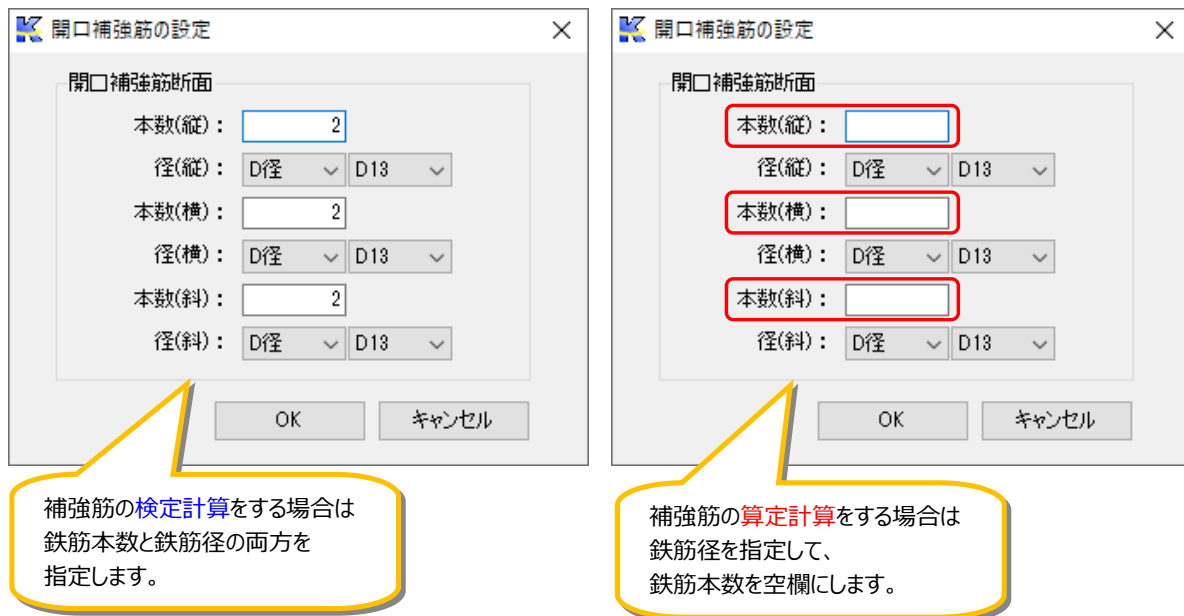 開口補強筋の設定
開口補強筋断面
本数(縦)： 2
径(縦)： D径 D13
本数(横)： 2
径(横)： D径 D13
本数(斜)： 2
径(斜)： D径 D13
OK キャンセル
補強筋の検定計算をする場合は
鉄筋本数と鉄筋径の両方を
指定します。
開口補強筋の設定
開口補強筋断面
本数(縦)：
径(縦)： D径 D13
本数(横)：
径(横)： D径 D13
本数(斜)：
径(斜)： D径 D13
OK キャンセル
補強筋の算定計算をする場合は
鉄筋径を指定して、
鉄筋本数を空欄にします。